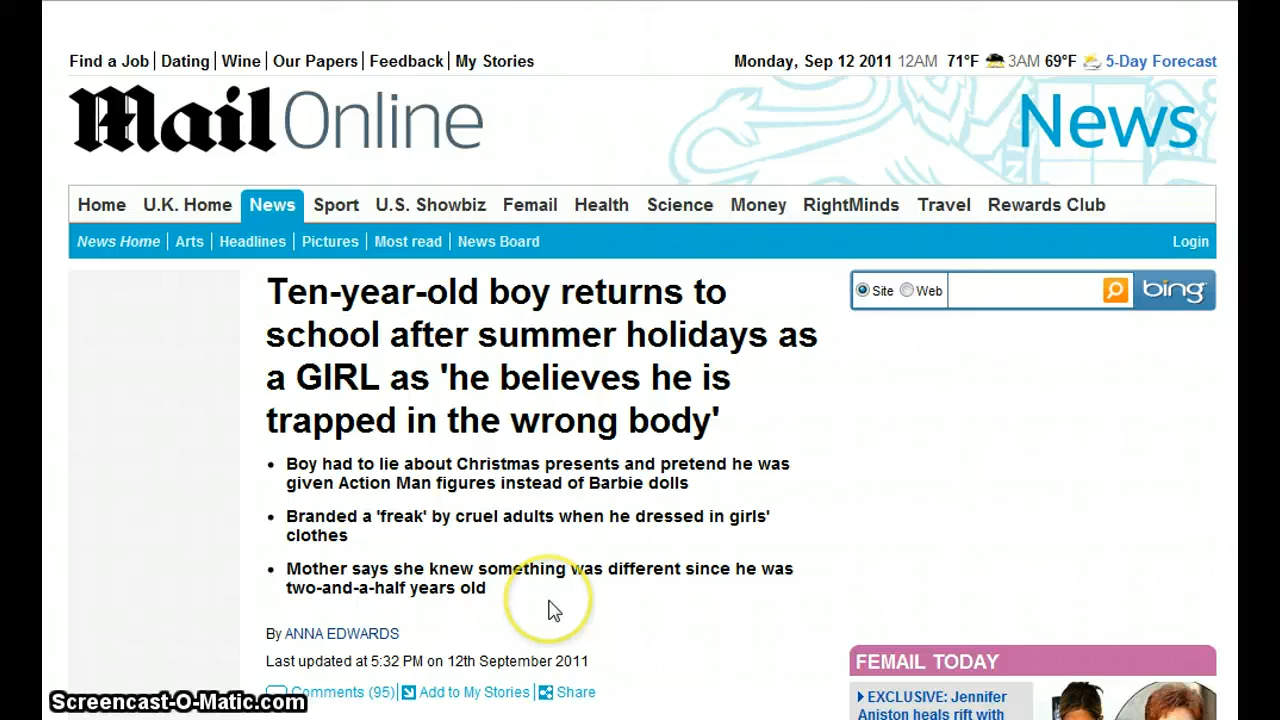 Find a Job | Dating | Wine | Our Papers | Feedback | My Stories
Monday, Sep 12 2011 12AM 71°F 3AM 69°F 5-Day Forecast
Mail Online
News
Home U.K. Home News Sport U.S. Showbiz Femail Health Science Money RightMinds Travel Rewards Club
News Home | Arts | Headlines | Pictures | Most read | News Board
Login
Ten-year-old boy returns to
school after summer holidays as
a GIRL as 'he believes he is
trapped in the wrong body'
Site Web bing
• Boy had to lie about Christmas presents and pretend he was
given Action Man figures instead of Barbie dolls
• Branded a 'freak' by cruel adults when he dressed in girls'
clothes
• Mother says she knew something was different since he was
two-and-a-half years old
By ANNA EDWARDS
Last updated at 5:32 PM on 12th September 2011
Comments (95) | Add to My Stories | Share
FEMAIL TODAY
EXCLUSIVE: Jennifer
Aniston heals rift with
Screencast-O-Matic.com